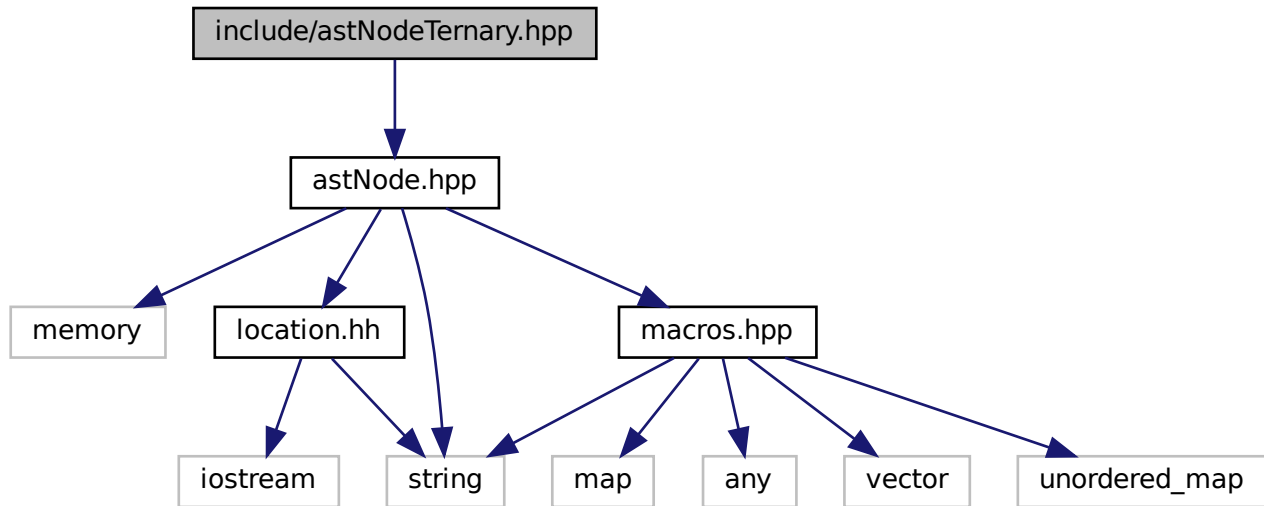 include/astNodeTernary.hpp
astNode.hpp
memory
location.hh
macros.hpp
iostream
string
map
any
vector
unordered_map